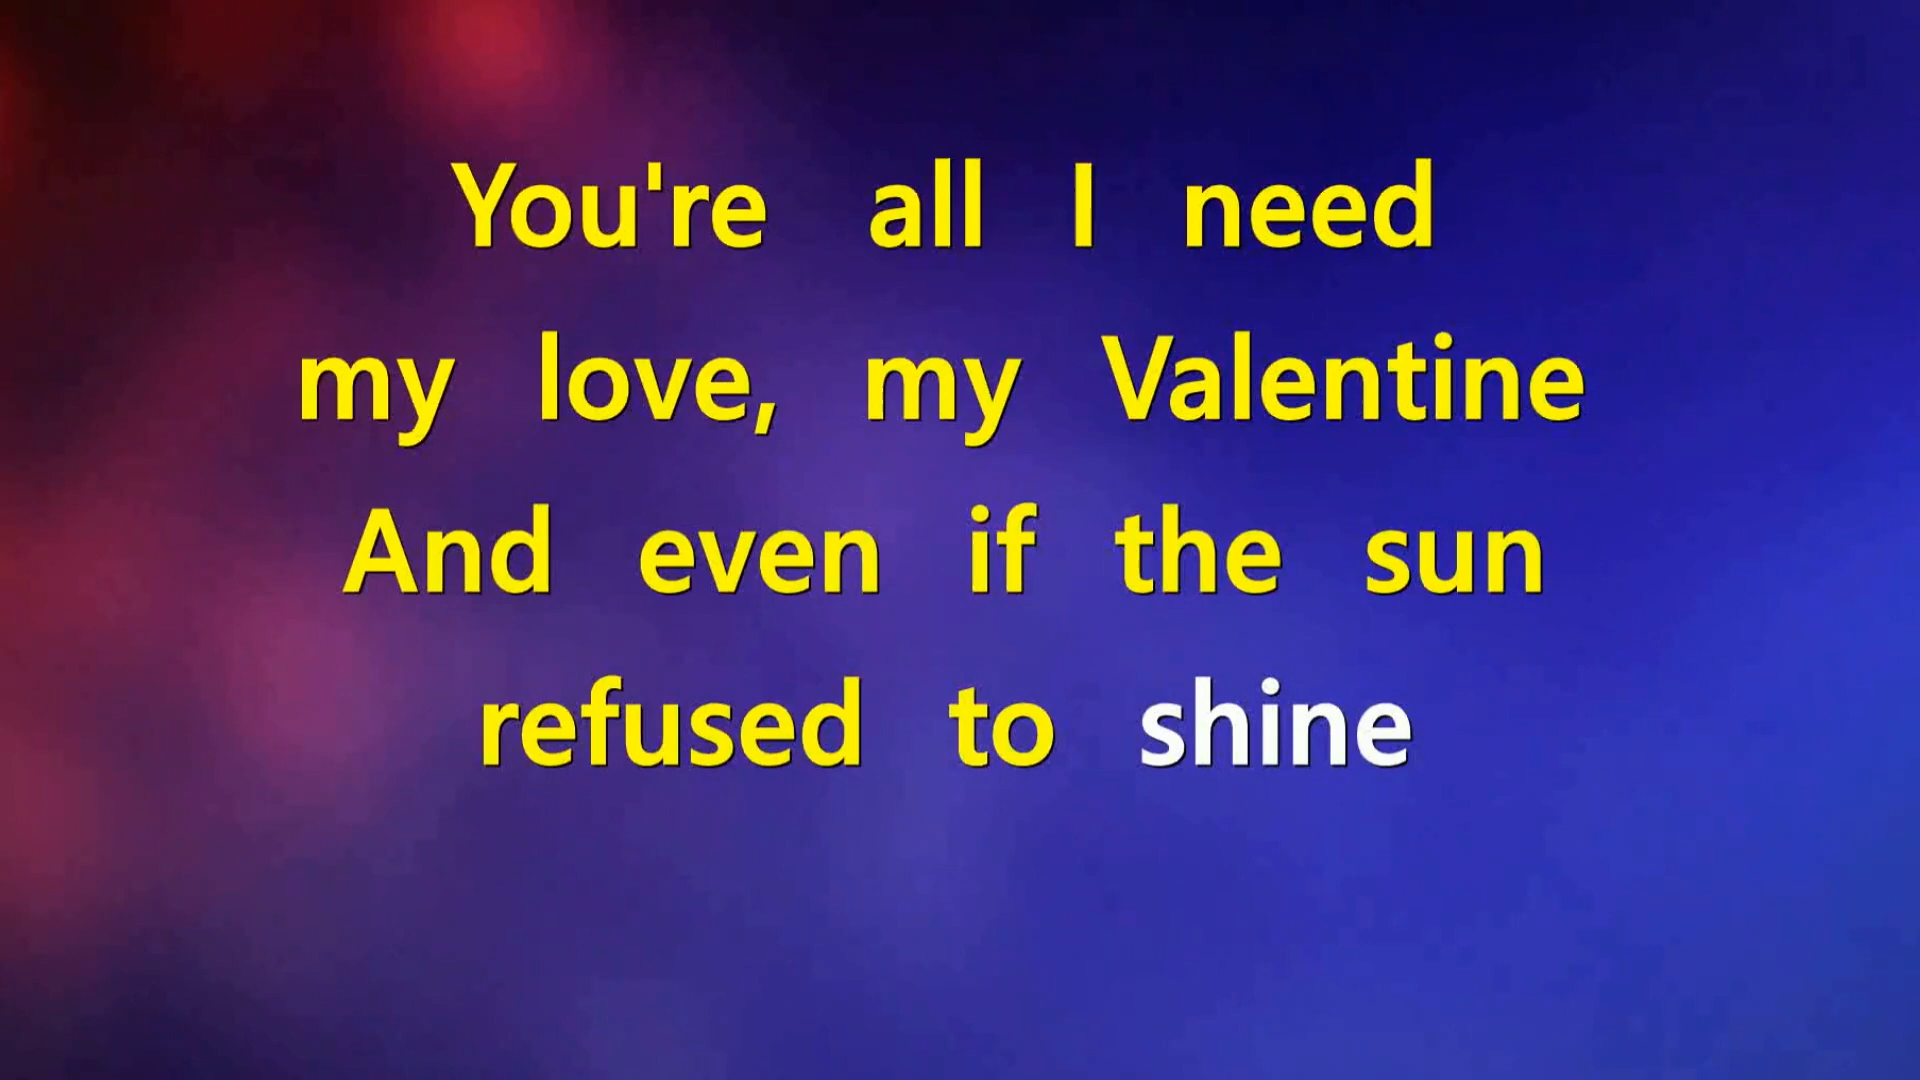 You're all I need
my love, my Valentine
And even if the sun
refused to shine